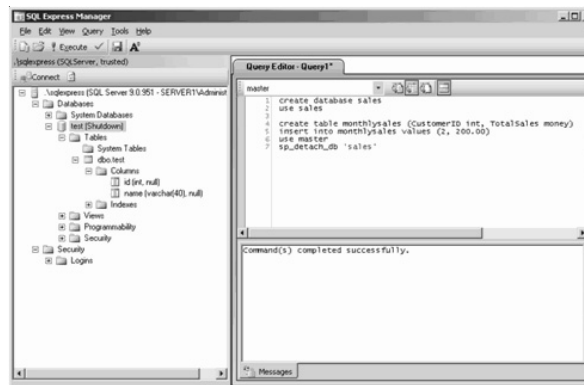 SQL Express Manager
File Edit View Query Tools Help
Execute
.\sqlexpress (SQLServer, trusted)
Connect
.\sqlexpress (SQL Server 9.0.951 - SERVER1\Administ
Databases
System Databases
test (Shutdown)
Tables
System Tables
dbo.test
Columns
id (int, null)
name (varchar(40), null)
Indexes
Views
Programmability
Security
Security
Logins
Query Editor - Query1*
master
1 create database sales
2 use sales
3
4 create table monthlysales (CustomerID int, TotalSales money)
5 insert into monthlysales values (2, 200.00)
6 use master
7 sp_detach_db 'sales'
Command(s) completed successfully.
Messages